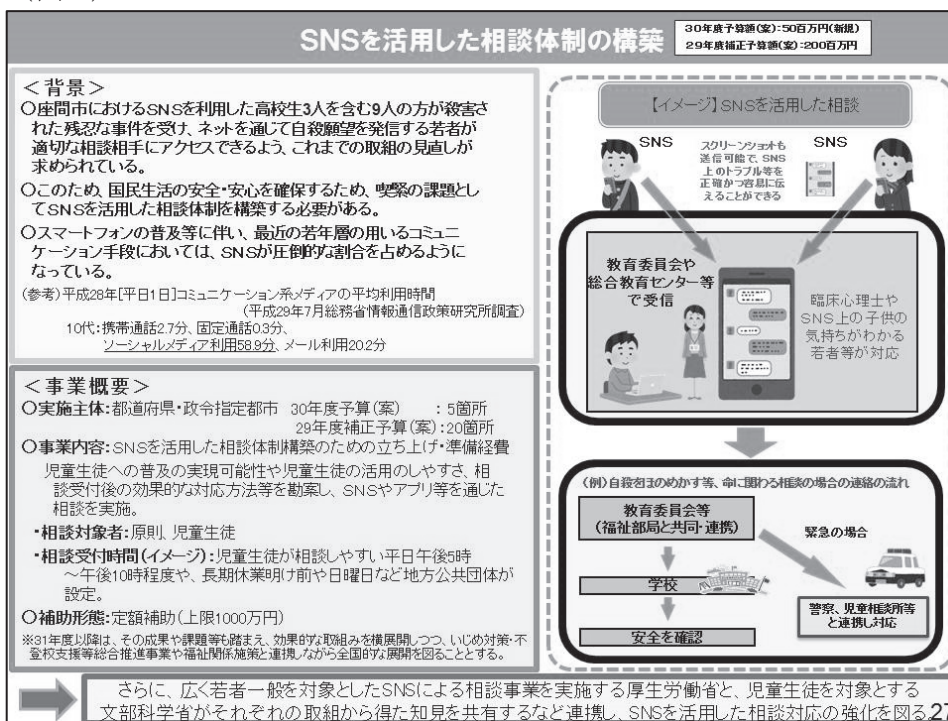 SNSを活用した相談体制の構築
30年度予算額(案):50百万円(新規)
29年度補正予算額(案):200百万円
<背景>
○座間市におけるSNSを利用した高校生3人を含む9人の方が殺害さ
れた残忍な事件を受け、ネットを通じて自殺願望を発信する若者が
適切な相談相手にアクセスできるよう、これまでの取組の見直しが
求められている。
○このため、国民生活の安全・安心を確保するため、喫緊の課題とし
てSNSを活用した相談体制を構築する必要がある。
○スマートフォンの普及等に伴い、最近の若年層の用いるコミュニ
ケーション手段においては、SNSが圧倒的な割合を占めるように
なっている。
(参考)平成28年[平日1日]コミュニケーション系メディアの平均利用時間
(平成29年7月総務省情報通信政策研究所調査)
10代:携帯通話2.7分、固定通話0.3分、
ソーシャルメディア利用58.9分、メール利用20.2分
<事業概要>
○実施主体:都道府県・政令指定都市 30年度予算(案) :5箇所
29年度補正予算(案):20箇所
○事業内容:SNSを活用した相談体制構築のための立ち上げ・準備経費
児童生徒への普及の実現可能性や児童生徒の活用のしやすさ、相
談受付後の効果的な対応方法等を勘案し、SNSやアプリ等を通じた
相談を実施。
・相談対象者:原則、児童生徒
・相談受付時間(イメージ):児童生徒が相談しやすい平日午後5時
~午後10時程度や、長期休業明け前や日曜日など地方公共団体が
設定。
○補助形態:定額補助(上限1000万円)
※31年度以降は、その成果や課題等も踏まえ、効果的な取組みを横展開しつつ、いじめ対策・不
登校支援等総合推進事業や福祉関係施策と連携しながら全国的な展開を図ることとする。
【イメージ】SNSを活用した相談
SNS
スクリーンショットも
送信可能で、SNS
上のトラブル等を
正確かつ容易に伝
えることができる
SNS
教育委員会や
総合教育センター等
で受信
臨床心理士や
SNS上の子供の
気持ちがわかる
若者等が対応
(例)自殺をほのめかす等、命に関わる相談の場合の連絡の流れ
教育委員会等
(福祉部局と共同・連携)
緊急の場合
学校
安全を確認
警察、児童相談所等
と連携し対応
さらに、広く若者一般を対象としたSNSによる相談事業を実施する厚生労働省と、児童生徒を対象とする
文部科学省がそれぞれの取組から得た知見を共有するなど連携し、SNSを活用した相談対応の強化を図る。
2